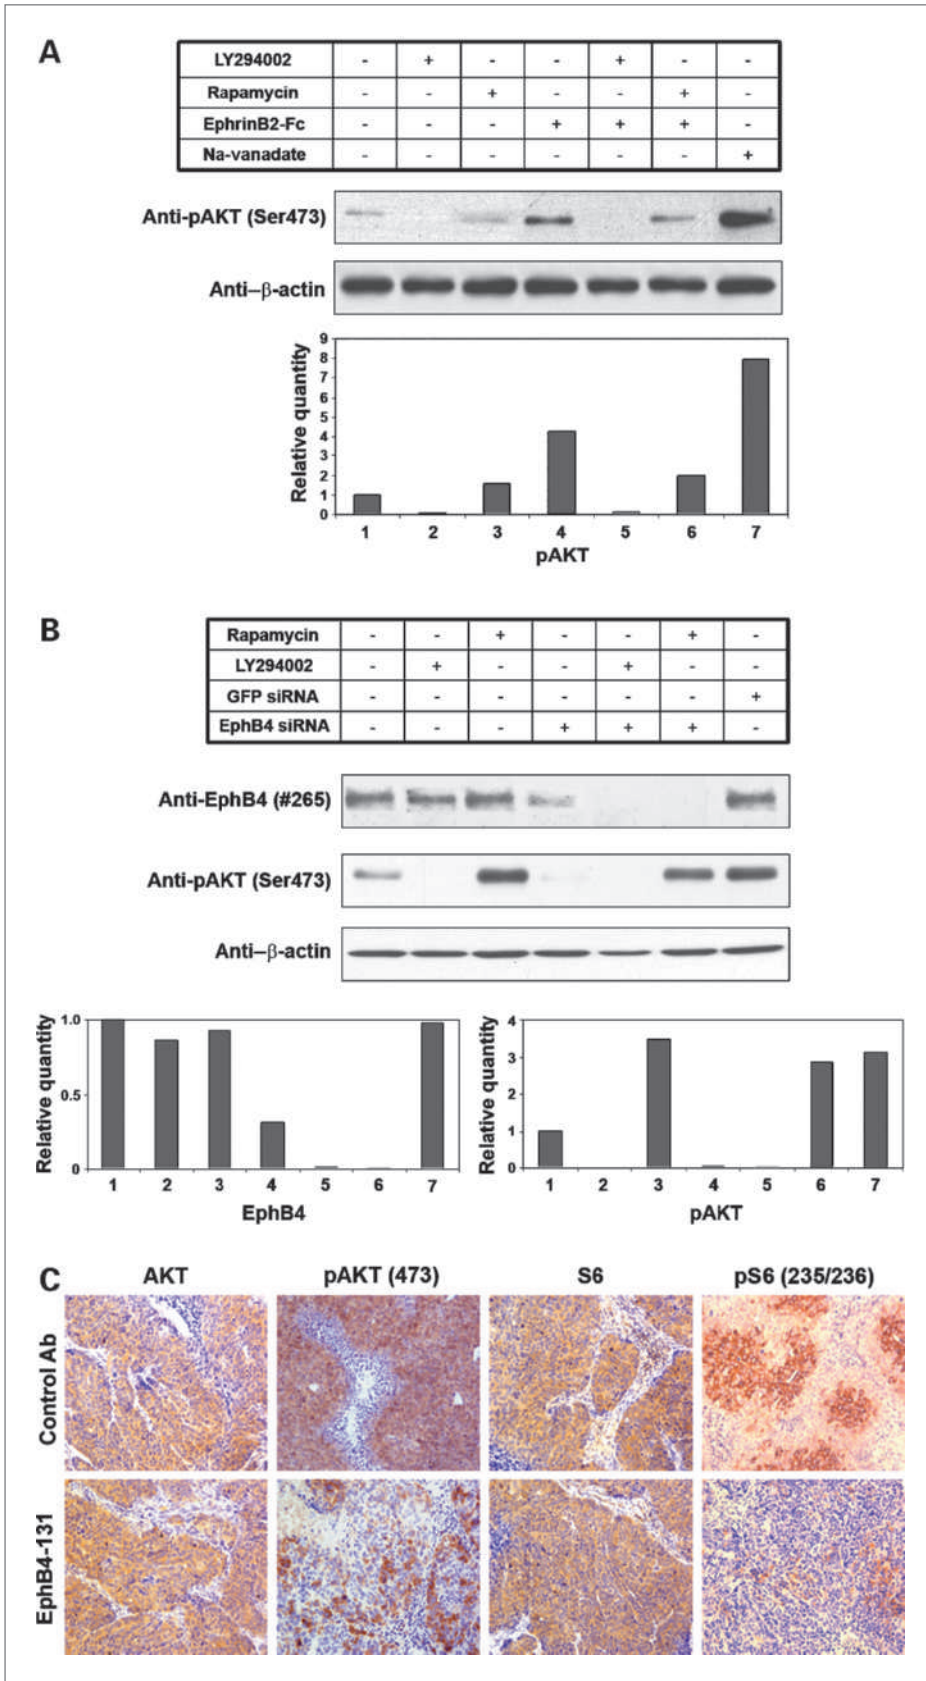 A
LY294002 - + - - + - -
Rapamycin - - + - - + -
EphrinB2-Fc - - - + + + -
Na-vanadate - - - - - - +
Anti-pAKT (Ser473)
Anti–β-actin
Relative quantity
9
8
7
6
5
4
3
2
1
0
1 2 3 4 5 6 7
pAKT
B
Rapamycin - - + - - + -
LY294002 - + - - + - -
GFP siRNA - - - - - - +
EphB4 siRNA - - - + + + -
Anti-EphB4 (#265)
Anti-pAKT (Ser473)
Anti–β-actin
Relative quantity
1.0
0.5
0
1 2 3 4 5 6 7
EphB4
Relative quantity
4
3
2
1
0
1 2 3 4 5 6 7
pAKT
C
AKT pAKT (473) S6 pS6 (235/236)
Control Ab
EphB4-131